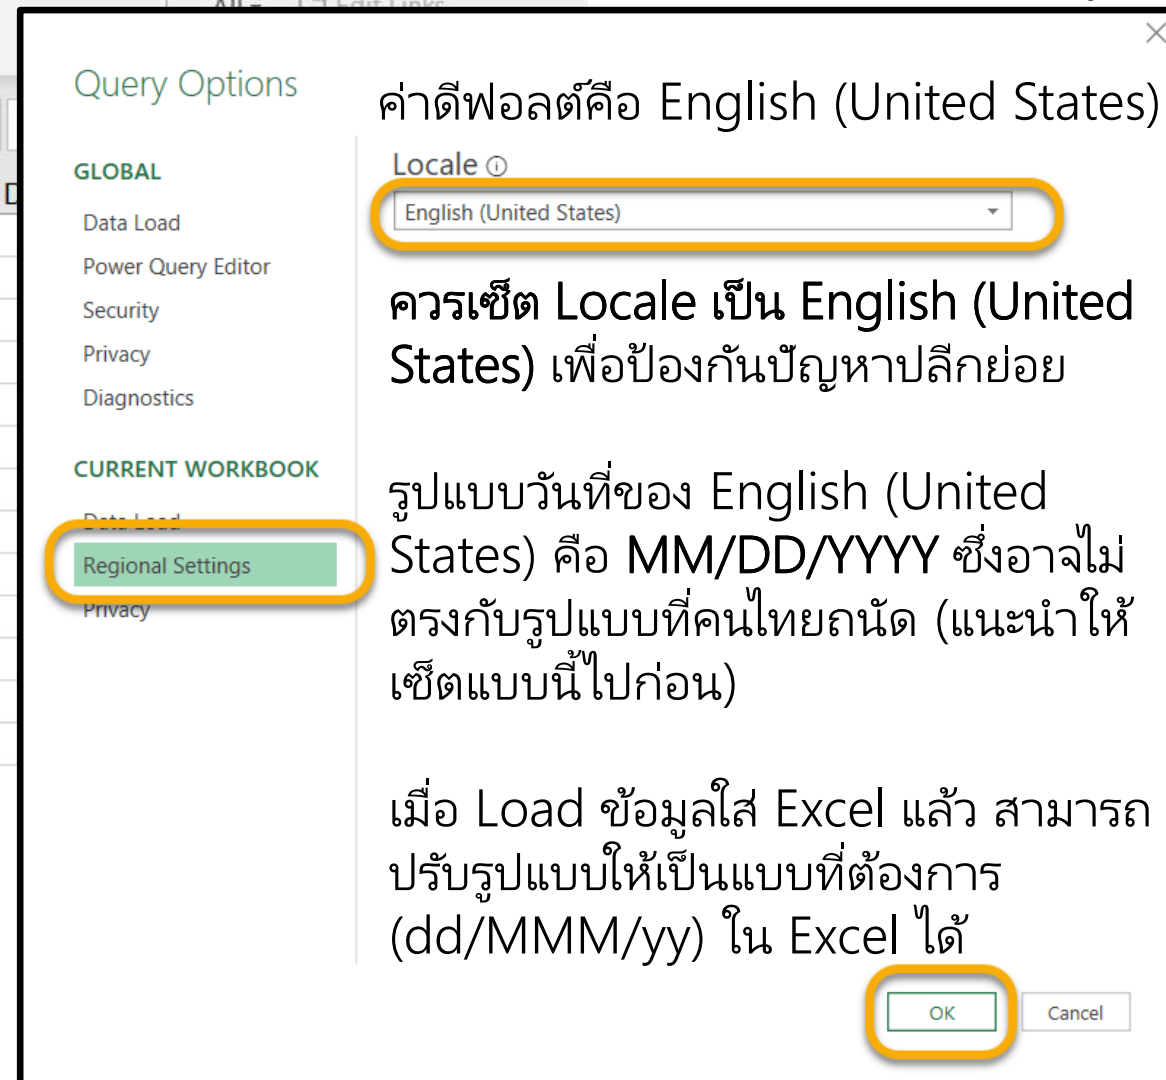 Edit Links
Query Options
ค่าดีฟอลต์คือ English (United States)
GLOBAL
Data Load
Power Query Editor
Security
Privacy
Diagnostics
CURRENT WORKBOOK
Data Load
Regional Settings
Privacy
Locale
English (United States)
ควรเซ็ต Locale เป็น English (United
States) เพื่อป้องกันปัญหาปลีกย่อย
รูปแบบวันที่ของ English (United
States) คือ MM/DD/YYYY ซึ่งอาจไม่
ตรงกับรูปแบบที่คนไทยถนัด (แนะนำให้
เซ็ตแบบนี้ไปก่อน)
เมื่อ Load ข้อมูลใส่ Excel แล้ว สามารถ
ปรับรูปแบบให้เป็นแบบที่ต้องการ
(dd/MMM/yy) ใน Excel ได้
OK
Cancel